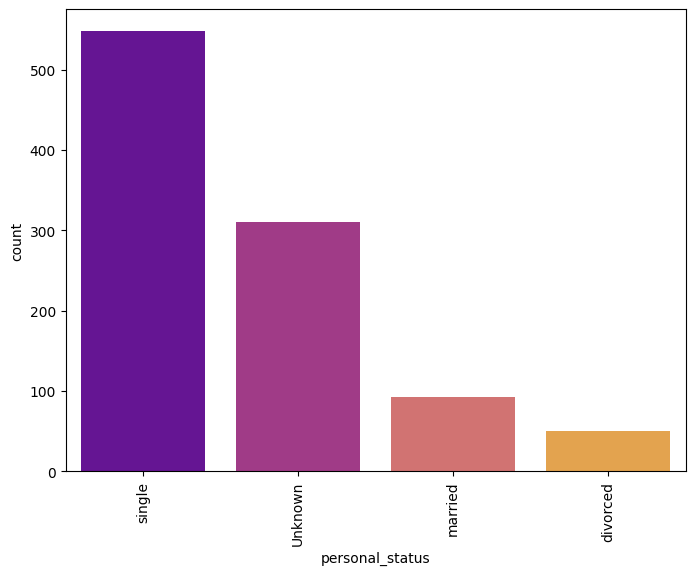 500
400
300
200
100
0
count
single
Unknown
married
divorced
personal_status